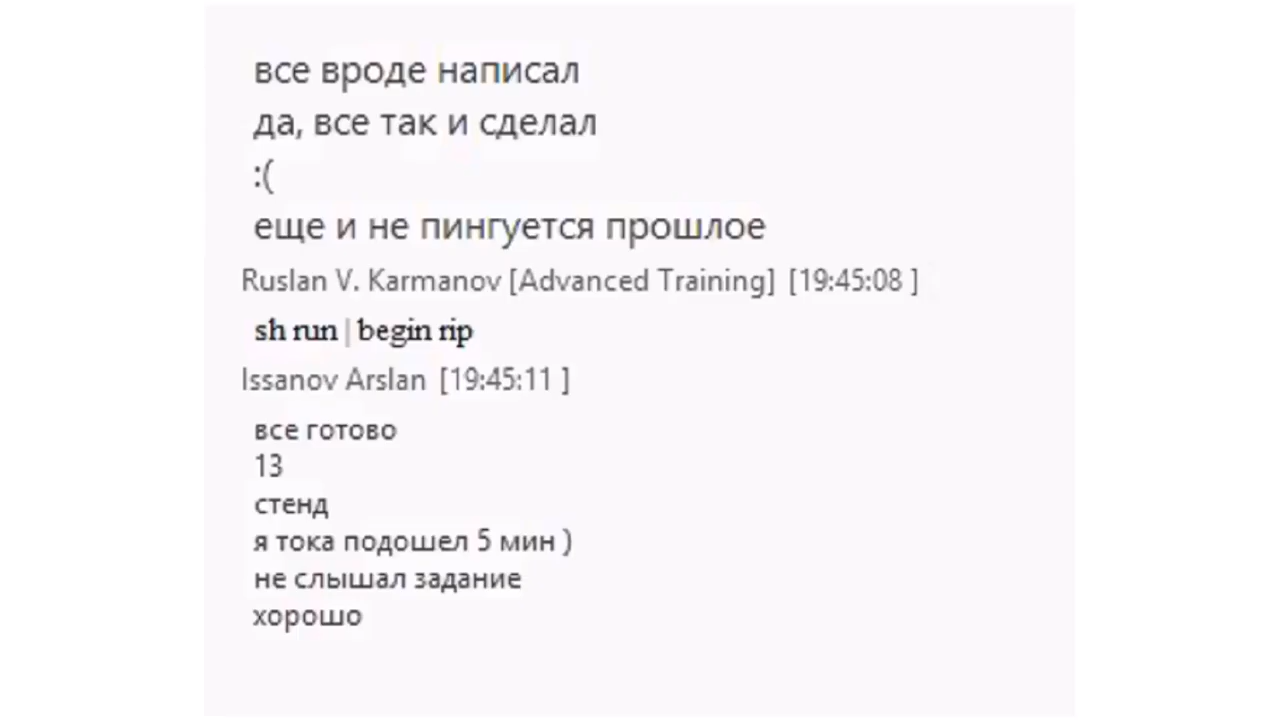 все вроде написал
да, все так и сделал
:(
еще и не пингуется прошлое
Ruslan V. Karmanov [Advanced Training] [19:45:08 ]
sh run | begin rip
Issanov Arslan [19:45:11 ]
все готово
13
стенд
я тока подошел 5 мин )
не слышал задание
хорошо